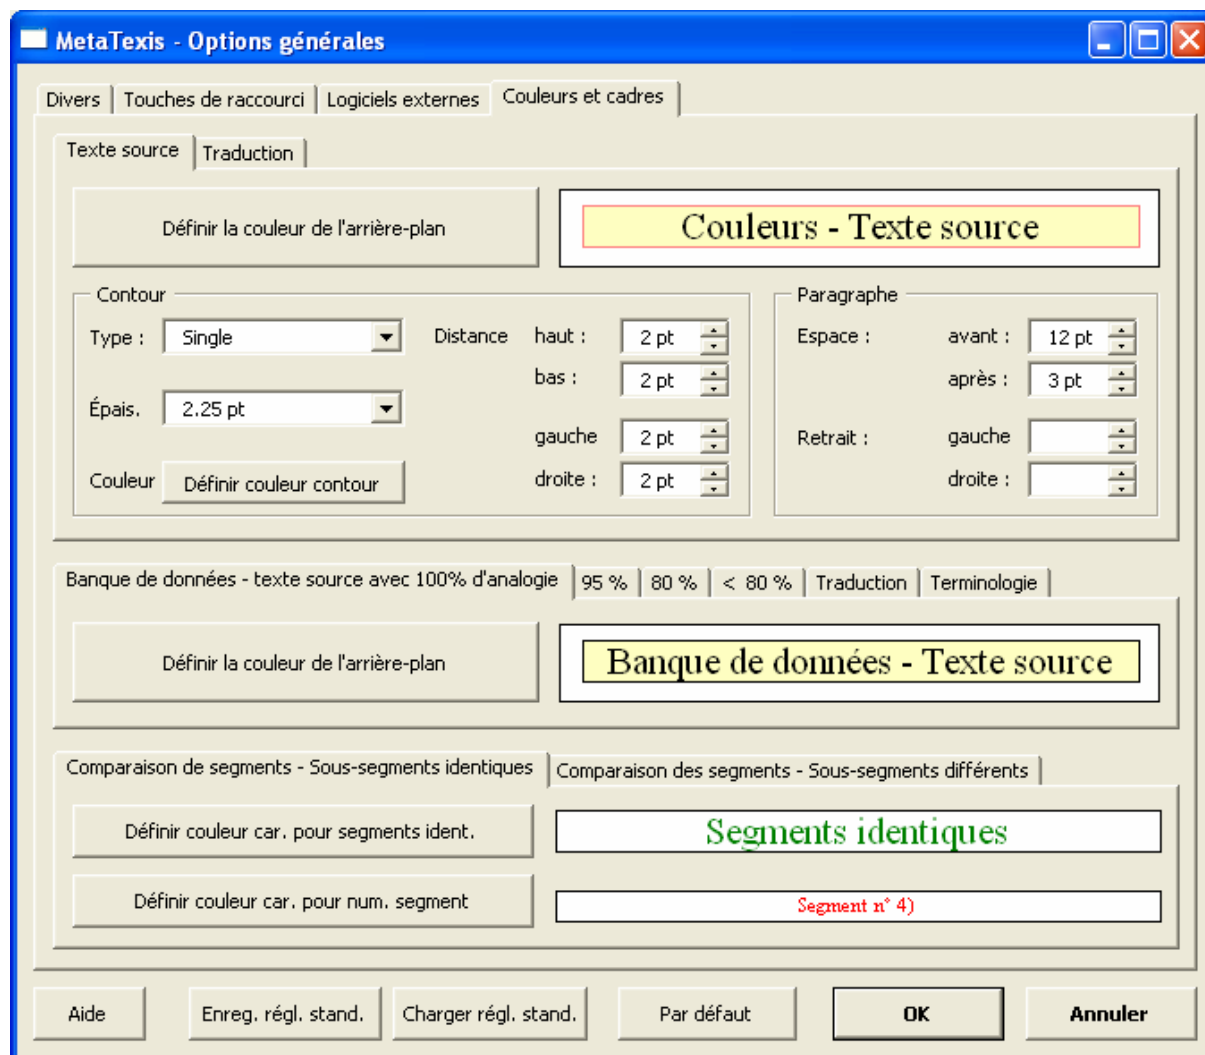 MetaTexis - Options générales
Divers Touches de raccourci Logiciels externes Couleurs et cadres
Texte source Traduction
Définir la couleur de l'arrière-plan Couleurs - Texte source
Contour Paragraphe
Type : Single Distance haut : 2 pt Espace : avant : 12 pt
bas : 2 pt après : 3 pt
Épais. 2.25 pt
gauche 2 pt Retrait : gauche
Couleur Définir couleur contour droite : 2 pt droite :
Banque de données - texte source avec 100% d'analogie 95 % 80 % < 80 % Traduction Terminologie
Définir la couleur de l'arrière-plan Banque de données - Texte source
Comparaison de segments - Sous-segments identiques Comparaison des segments - Sous-segments différents
Définir couleur car. pour segments ident. Segments identiques
Définir couleur car. pour num. segment Segment n° 4)
Aide Enreg. régl. stand. Charger régl. stand. Par défaut OK Annuler